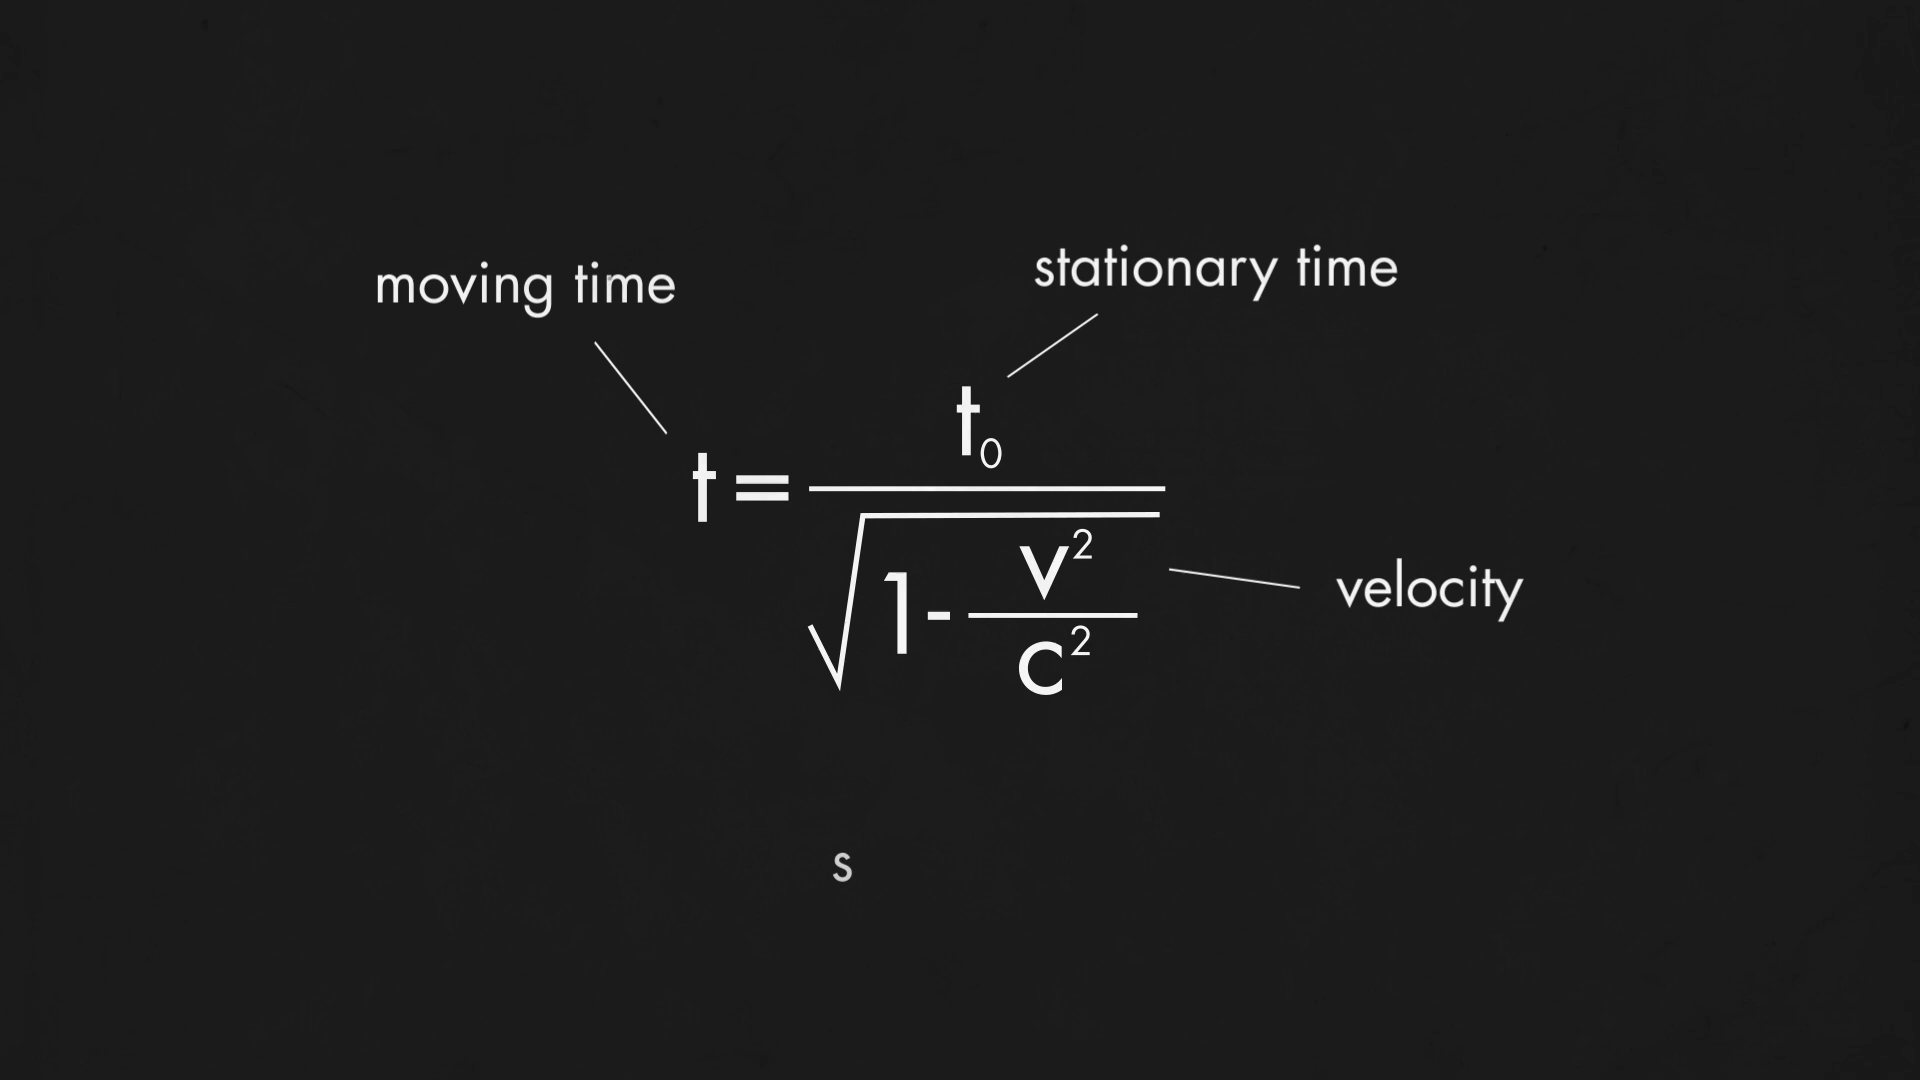 moving time
stationary time
t = t₀ / √(1 - v²/c²)
velocity
s